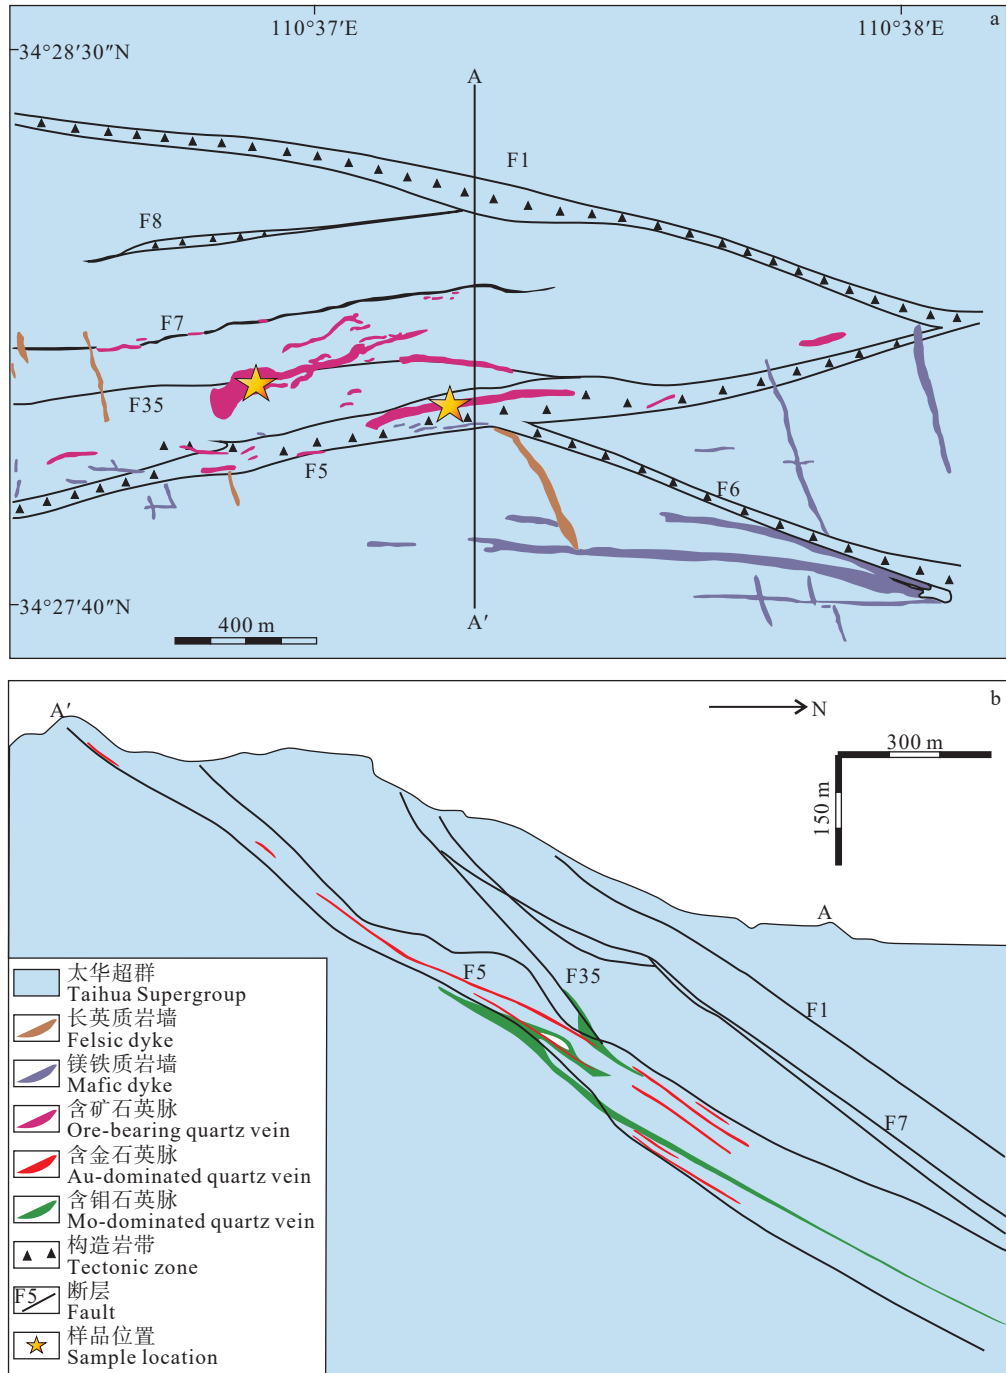 a
110°37′E
110°38′E
34°28′30″N
A
F1
F8
F7
F35
F5
F6
34°27′40″N
A′
400 m
b
A′
N
300 m
150 m
A
F5
F35
F1
F7
太华超群
Taihua Supergroup
长英质岩墙
Felsic dyke
镁铁质岩墙
Mafic dyke
含矿石英脉
Ore-bearing quartz vein
含金石英脉
Au-dominated quartz vein
含钼石英脉
Mo-dominated quartz vein
构造岩带
Tectonic zone
F5
断层
Fault
样品位置
Sample location